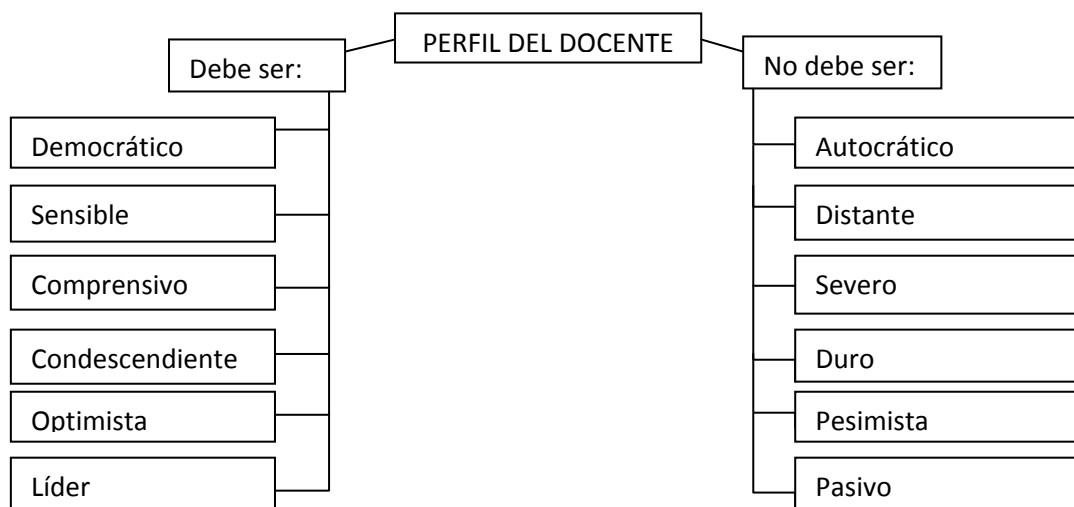 PERFIL DEL DOCENTE
Debe ser:
Democrático
Sensible
Comprensivo
Condescendiente
Optimista
Líder
No debe ser:
Autocrático
Distante
Severo
Duro
Pesimista
Pasivo